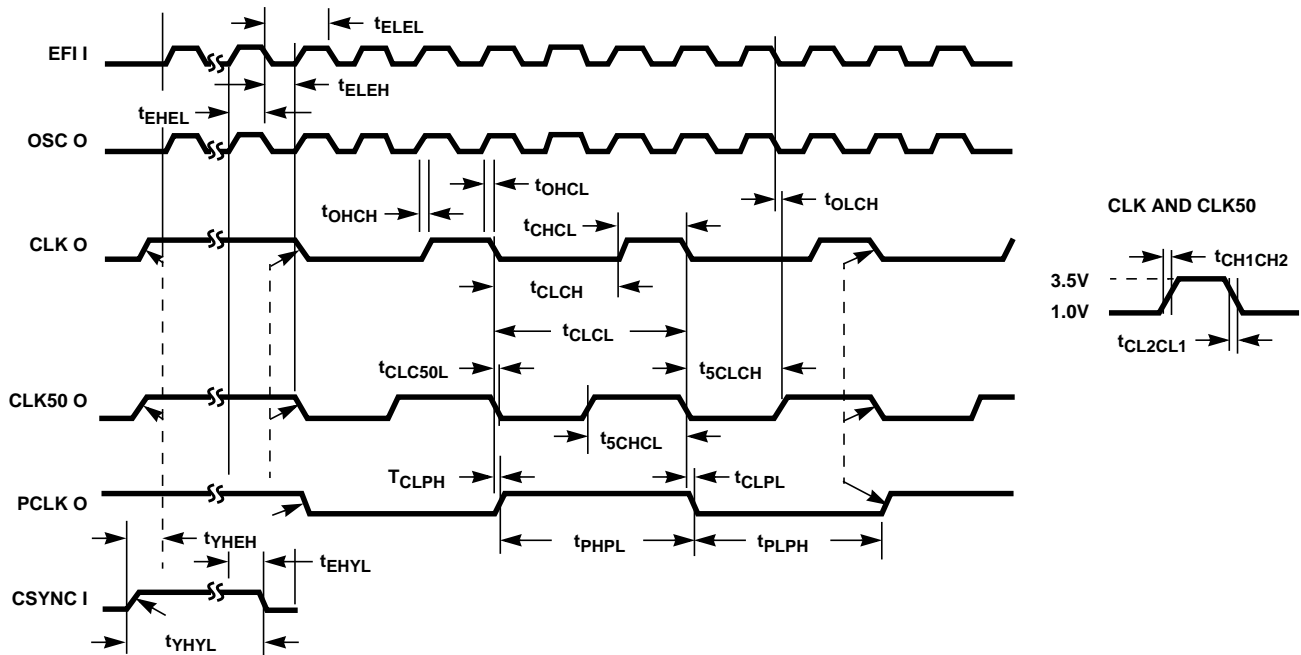 tELEL
EFI I
tELEH
tEHEL
OSC O
tOHCL
tOHCH
tOLCH
tCHCL
CLK AND CLK50
CLK O
tCH1CH2
tCLCH
3.5V
1.0V
tCLCL
tCL2CL1
tCLC50L
t5CLCH
CLK50 O
t5CHCL
TCLPH
tCLPL
PCLK O
tYHEH
tPHPL
tPLPH
tEHYL
CSYNC I
tYHYL